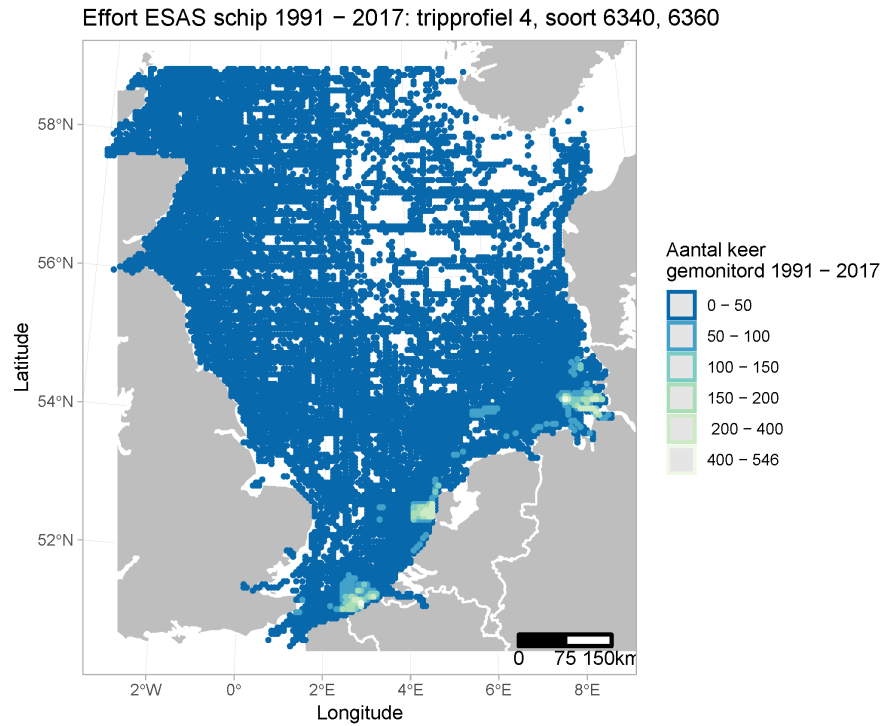 Effort ESAS schip 1991 − 2017: tripprofiel 4, soort 6340, 6360
58°N
56°N
54°N
52°N
Latitude
2°W
0°
2°E
4°E
6°E
8°E
Longitude
0 75 150km
Aantal keer
gemonitord 1991 − 2017
0 − 50
50 − 100
100 − 150
150 − 200
200 − 400
400 − 546